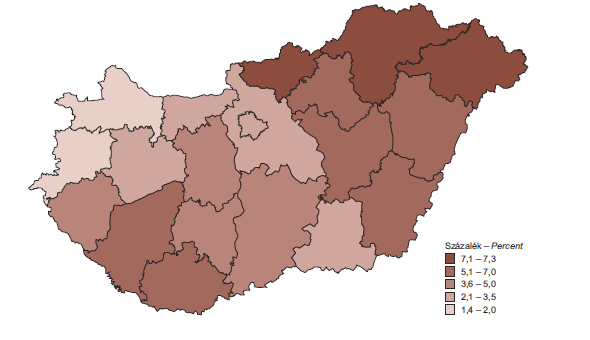 Százalék – Percent
7,1 – 7,3
5,1 – 7,0
3,6 – 5,0
2,1 – 3,5
1,4 – 2,0